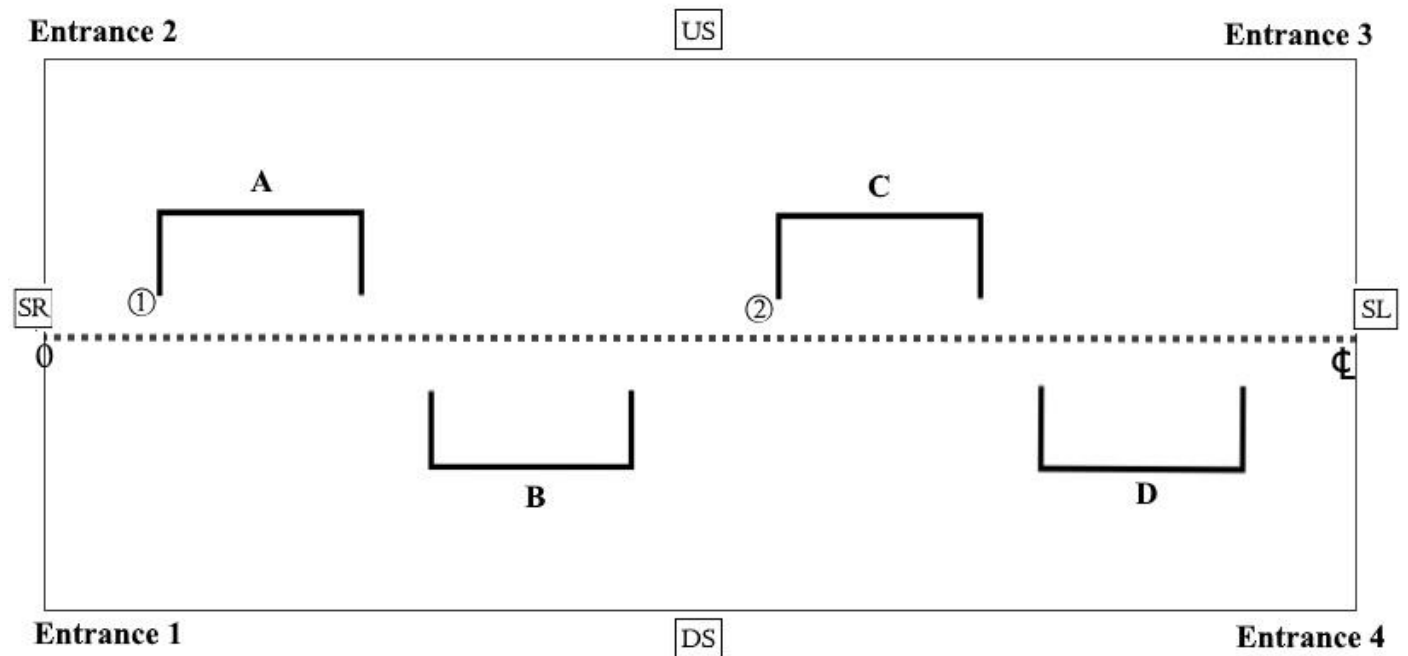 Entrance 2
US
Entrance 3
A
C
SR
①
②
SL
0
℄
B
D
Entrance 1
DS
Entrance 4